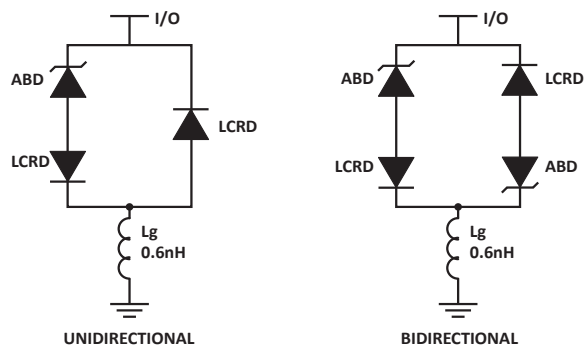 I/O
ABD
LCRD
LCRD
Lg
0.6nH
UNIDIRECTIONAL
I/O
ABD
LCRD
LCRD
ABD
Lg
0.6nH
BIDIRECTIONAL